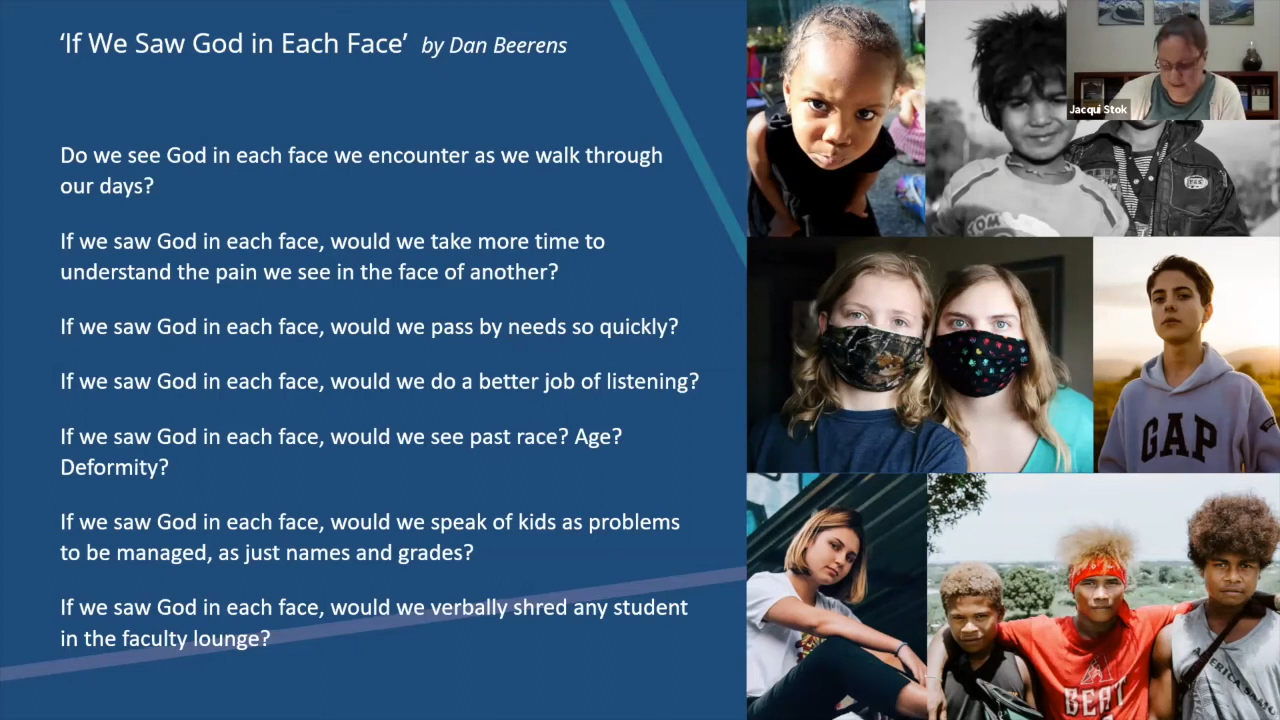 ‘If We Saw God in Each Face’ by Dan Beerens
Do we see God in each face we encounter as we walk through
our days?
If we saw God in each face, would we take more time to
understand the pain we see in the face of another?
If we saw God in each face, would we pass by needs so quickly?
If we saw God in each face, would we do a better job of listening?
If we saw God in each face, would we see past race? Age?
Deformity?
If we saw God in each face, would we speak of kids as problems
to be managed, as just names and grades?
If we saw God in each face, would we verbally shred any student
in the faculty lounge?
Jacqui Stok
GAP
BEAT